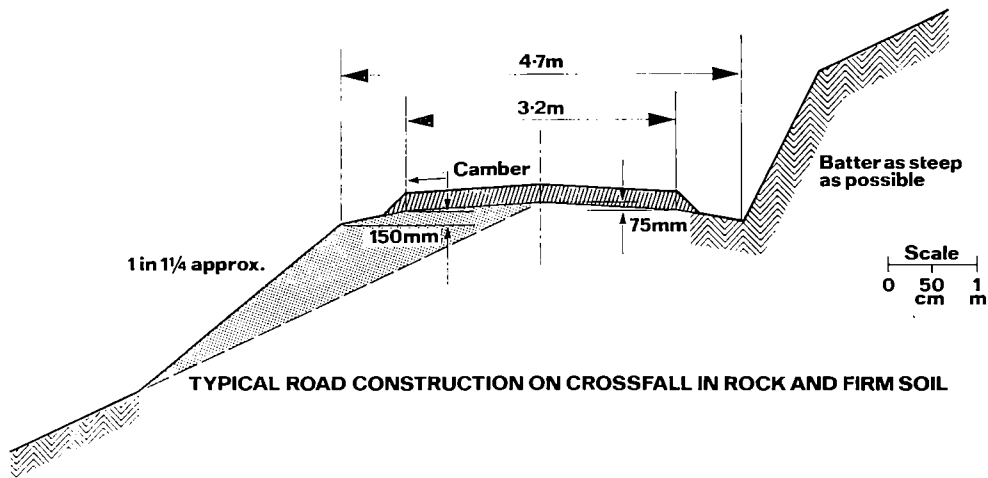 4·7m
3·2m
Camber
Batter as steep
as possible
150mm
75mm
1 in 1¼ approx.
Scale
0 50 1
cm m
TYPICAL ROAD CONSTRUCTION ON CROSSFALL IN ROCK AND FIRM SOIL